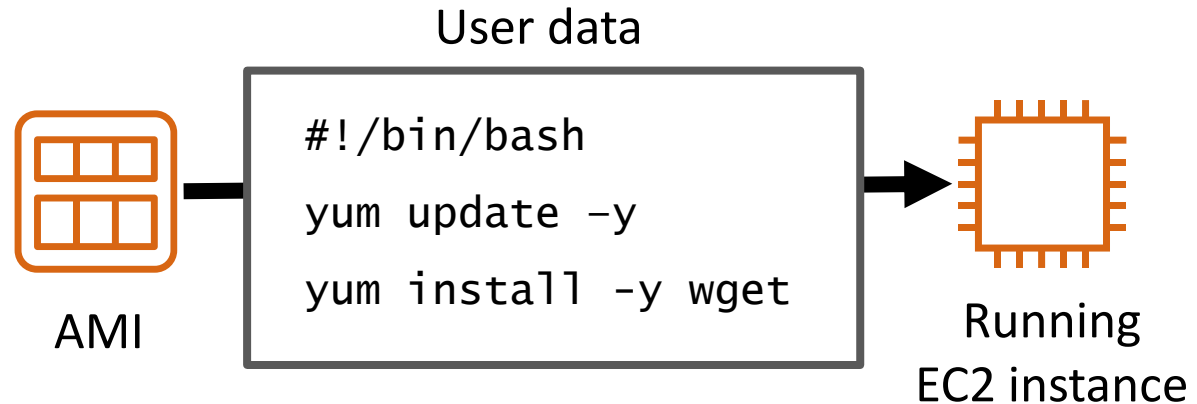 User data
#!/bin/bash
yum update –y
yum install -y wget
AMI
Running
EC2 instance